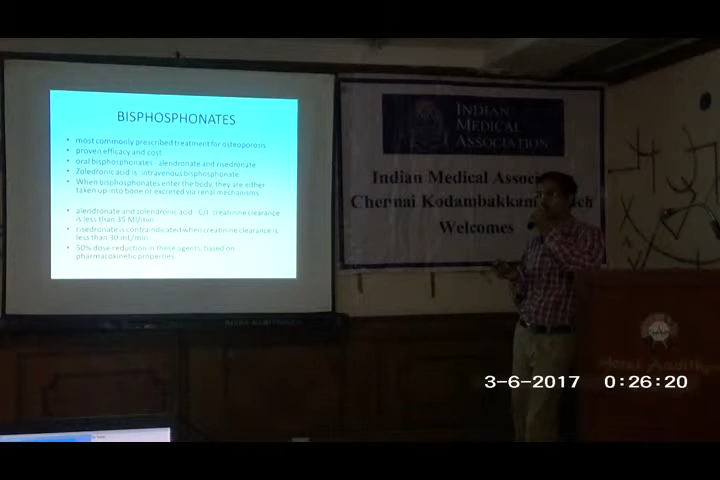 BISPHOSPHONATES
most commonly prescribed treatment for osteoporosis.
proven efficacy and cost
oral bisphosphonates - alendronate and risedronate
Zoledronic acid is intravenous bisphosphonate
When bisphosphonates enter the body, they are either
taken up into bone or excreted via renal mechanisms
alendronate and zolendronic acid C/I creatinine clearance
is less than 35 Ml/min
risedronate is contraindicated when creatinine clearance is
less than 30 mL/min
50% dose reduction in these agents, based on
pharmacokinetic properties
INDIAN
MEDICAL
ASSOCIATION.
Indian Medical
Chennai Kodambakkam
Welcomes
3-6-2017 0:26:20